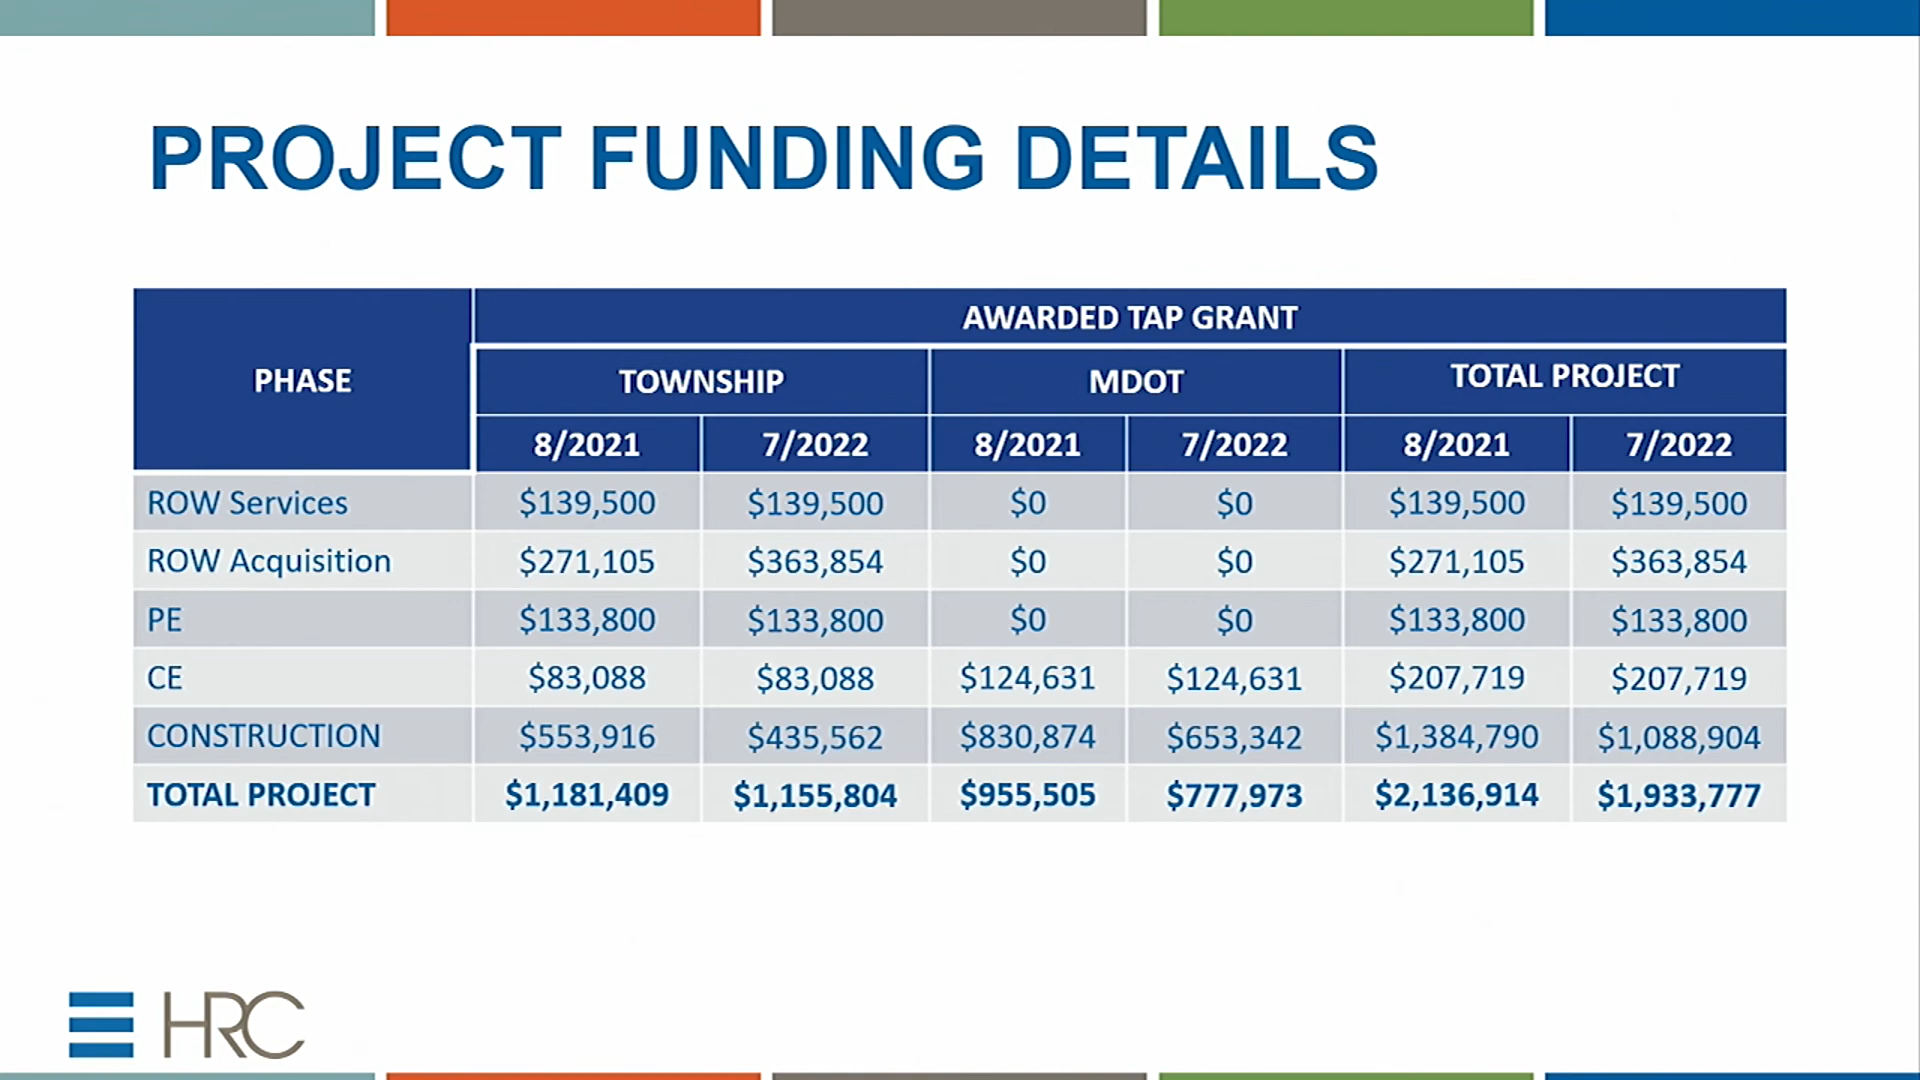 PROJECT FUNDING DETAILS
PHASE
AWARDED TAP GRANT
TOWNSHIP MDOT TOTAL PROJECT
8/2021 7/2022 8/2021 7/2022 8/2021 7/2022
ROW Services $139,500 $139,500 $0 $0 $139,500 $139,500
ROW Acquisition $271,105 $363,854 $0 $0 $271,105 $363,854
PE $133,800 $133,800 $0 $0 $133,800 $133,800
CE $83,088 $83,088 $124,631 $124,631 $207,719 $207,719
CONSTRUCTION $553,916 $435,562 $830,874 $653,342 $1,384,790 $1,088,904
TOTAL PROJECT $1,181,409 $1,155,804 $955,505 $777,973 $2,136,914 $1,933,777
HRC